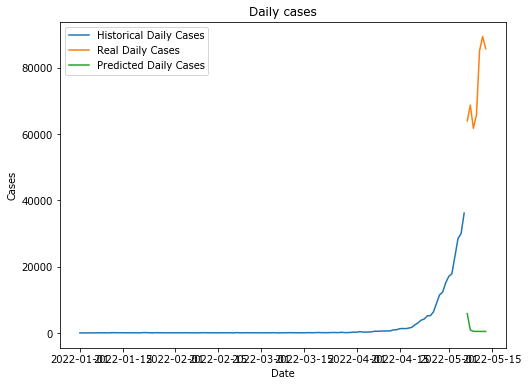 Daily cases
Historical Daily Cases
Real Daily Cases
Predicted Daily Cases
Cases
80000
60000
40000
20000
0
2022-01-01 2022-01-15 2022-02-01 2022-02-15 2022-03-01 2022-03-15 2022-04-01 2022-04-15 2022-05-01 2022-05-15
Date